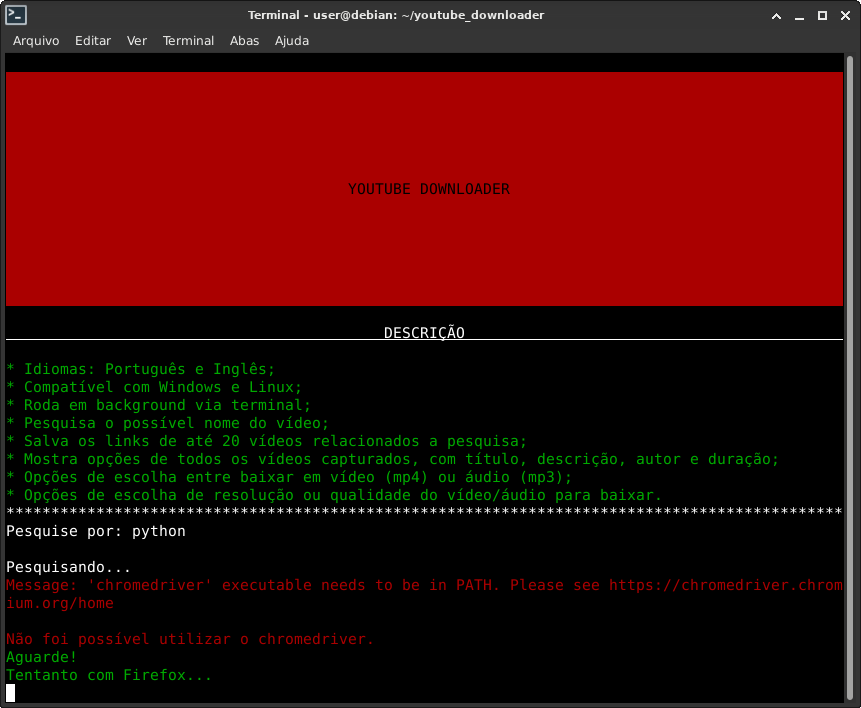 Terminal - user@debian: ~/youtube_downloader
Arquivo Editar Ver Terminal Abas Ajuda
YOUTUBE DOWNLOADER
DESCRIÇÃO
* Idiomas: Português e Inglês;
* Compatível com Windows e Linux;
* Roda em background via terminal;
* Pesquisa o possível nome do vídeo;
* Salva os links de até 20 vídeos relacionados a pesquisa;
* Mostra opções de todos os vídeos capturados, com título, descrição, autor e duração;
* Opções de escolha entre baixar em vídeo (mp4) ou áudio (mp3);
* Opções de escolha de resolução ou qualidade do vídeo/áudio para baixar.
*********************************************************************************************
Pesquise por: python
Pesquisando...
Message: 'chromedriver' executable needs to be in PATH. Please see https://chromedriver.chrom
ium.org/home
Não foi possível utilizar o chromedriver.
Aguarde!
Tentanto com Firefox...